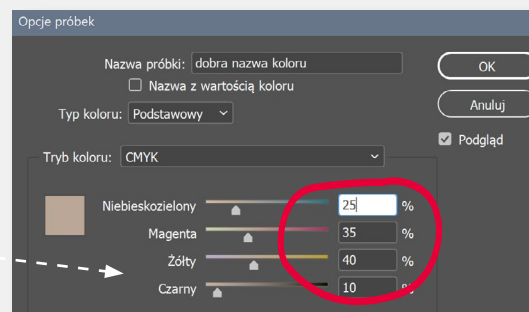 Opcje próbek
Nazwa próbki: dobra nazwa koloru
OK
Nazwa z wartością koloru
Anuluj
Typ koloru: Podstawowy
Podgląd
Tryb koloru: CMYK
Niebieskozielony 25 %
Magenta 35 %
Żółty 40 %
Czarny 10 %